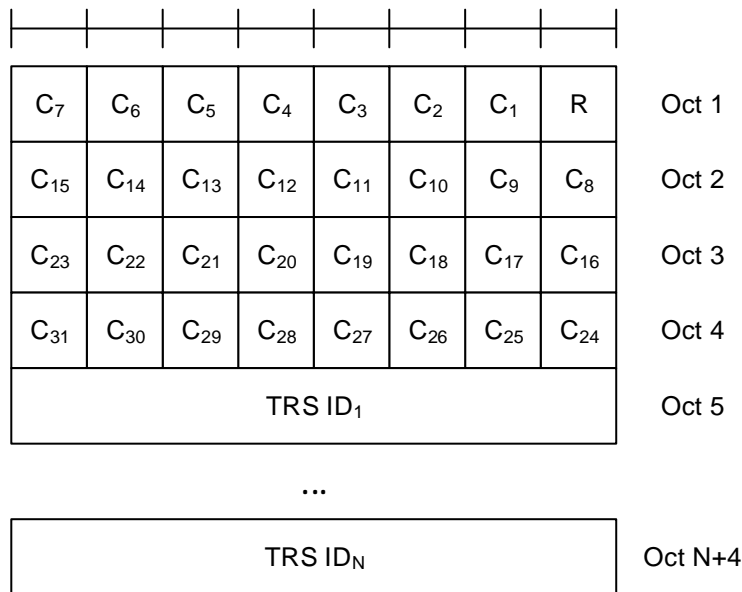 C₇ C₆ C₅ C₄ C₃ C₂ C₁ R Oct 1
C₁₅ C₁₄ C₁₃ C₁₂ C₁₁ C₁₀ C₉ C₈ Oct 2
C₂₃ C₂₂ C₂₁ C₂₀ C₁₉ C₁₈ C₁₇ C₁₆ Oct 3
C₃₁ C₃₀ C₂₉ C₂₈ C₂₇ C₂₆ C₂₅ C₂₄ Oct 4
TRS ID₁ Oct 5
...
TRS ID_N Oct N+4